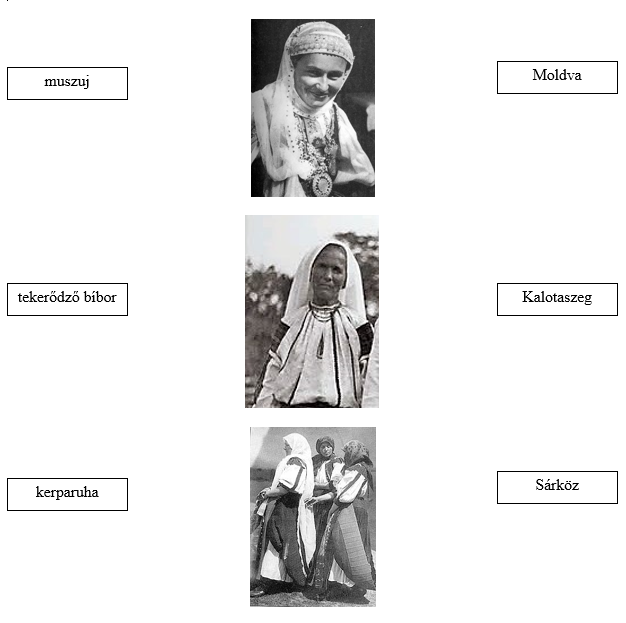 muszuj
Moldva
tekerődző bíbor
Kalotaszeg
kerparuha
Sárköz